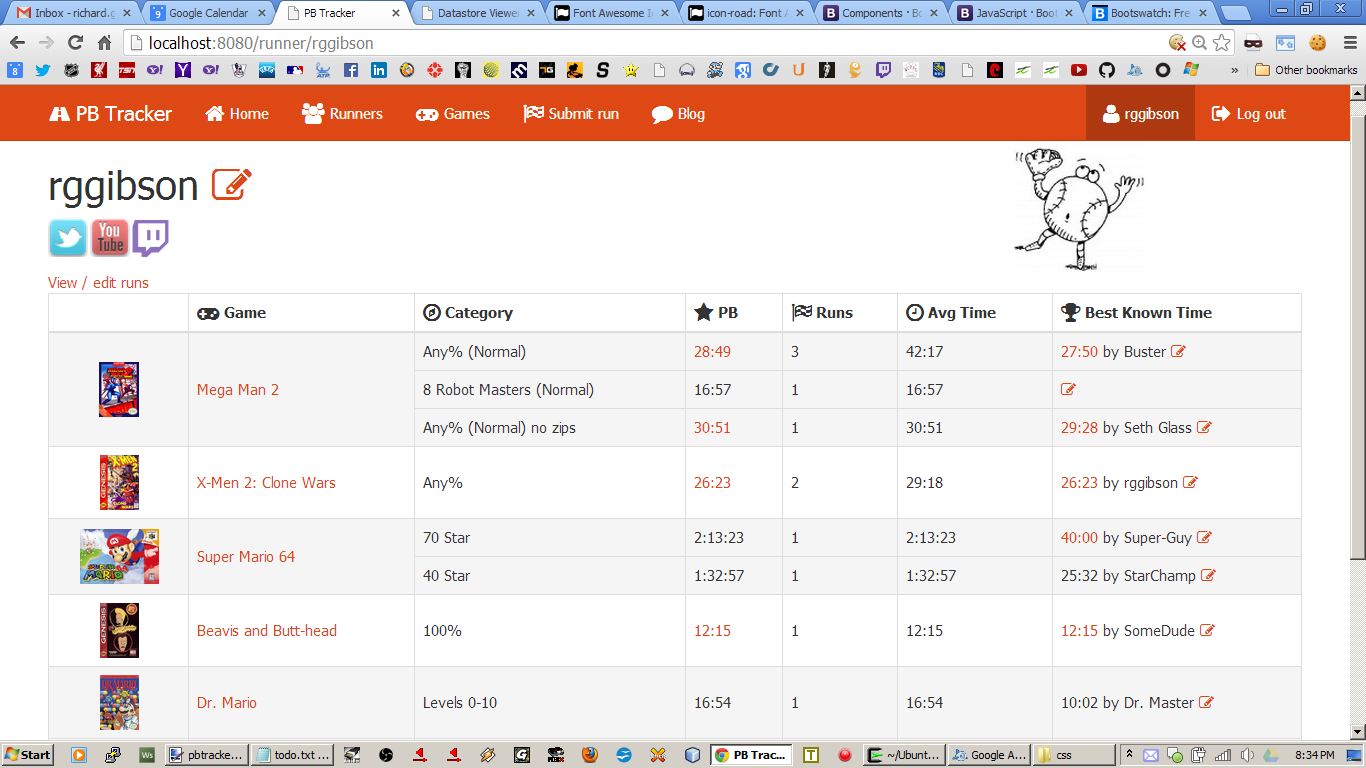 Inbox - richard.g
Google Calendar
PB Tracker
Datastore Viewer
Font Awesome I
icon-road: Font A
Components · Bo
JavaScript · Boot
Bootswatch: Fre
localhost:8080/runner/rggibson
» Other bookmarks
PB Tracker Home Runners Games Submit run Blog rggibson Log out
rggibson
You Tube
View / edit runs
Game Category PB Runs Avg Time Best Known Time
Mega Man 2
Any% (Normal) 28:49 3 42:17 27:50 by Buster
8 Robot Masters (Normal) 16:57 1 16:57
Any% (Normal) no zips 30:51 1 30:51 29:28 by Seth Glass
X-Men 2: Clone Wars Any% 26:23 2 29:18 26:23 by rggibson
Super Mario 64
70 Star 2:13:23 1 2:13:23 40:00 by Super-Guy
40 Star 1:32:57 1 1:32:57 25:32 by StarChamp
Beavis and Butt-head 100% 12:15 1 12:15 12:15 by SomeDude
Dr. Mario Levels 0-10 16:54 1 16:54 10:02 by Dr. Master
Start pbtracke... todo.txt ... PB Trac... ~/Ubunt... Google A... css 8:34 PM